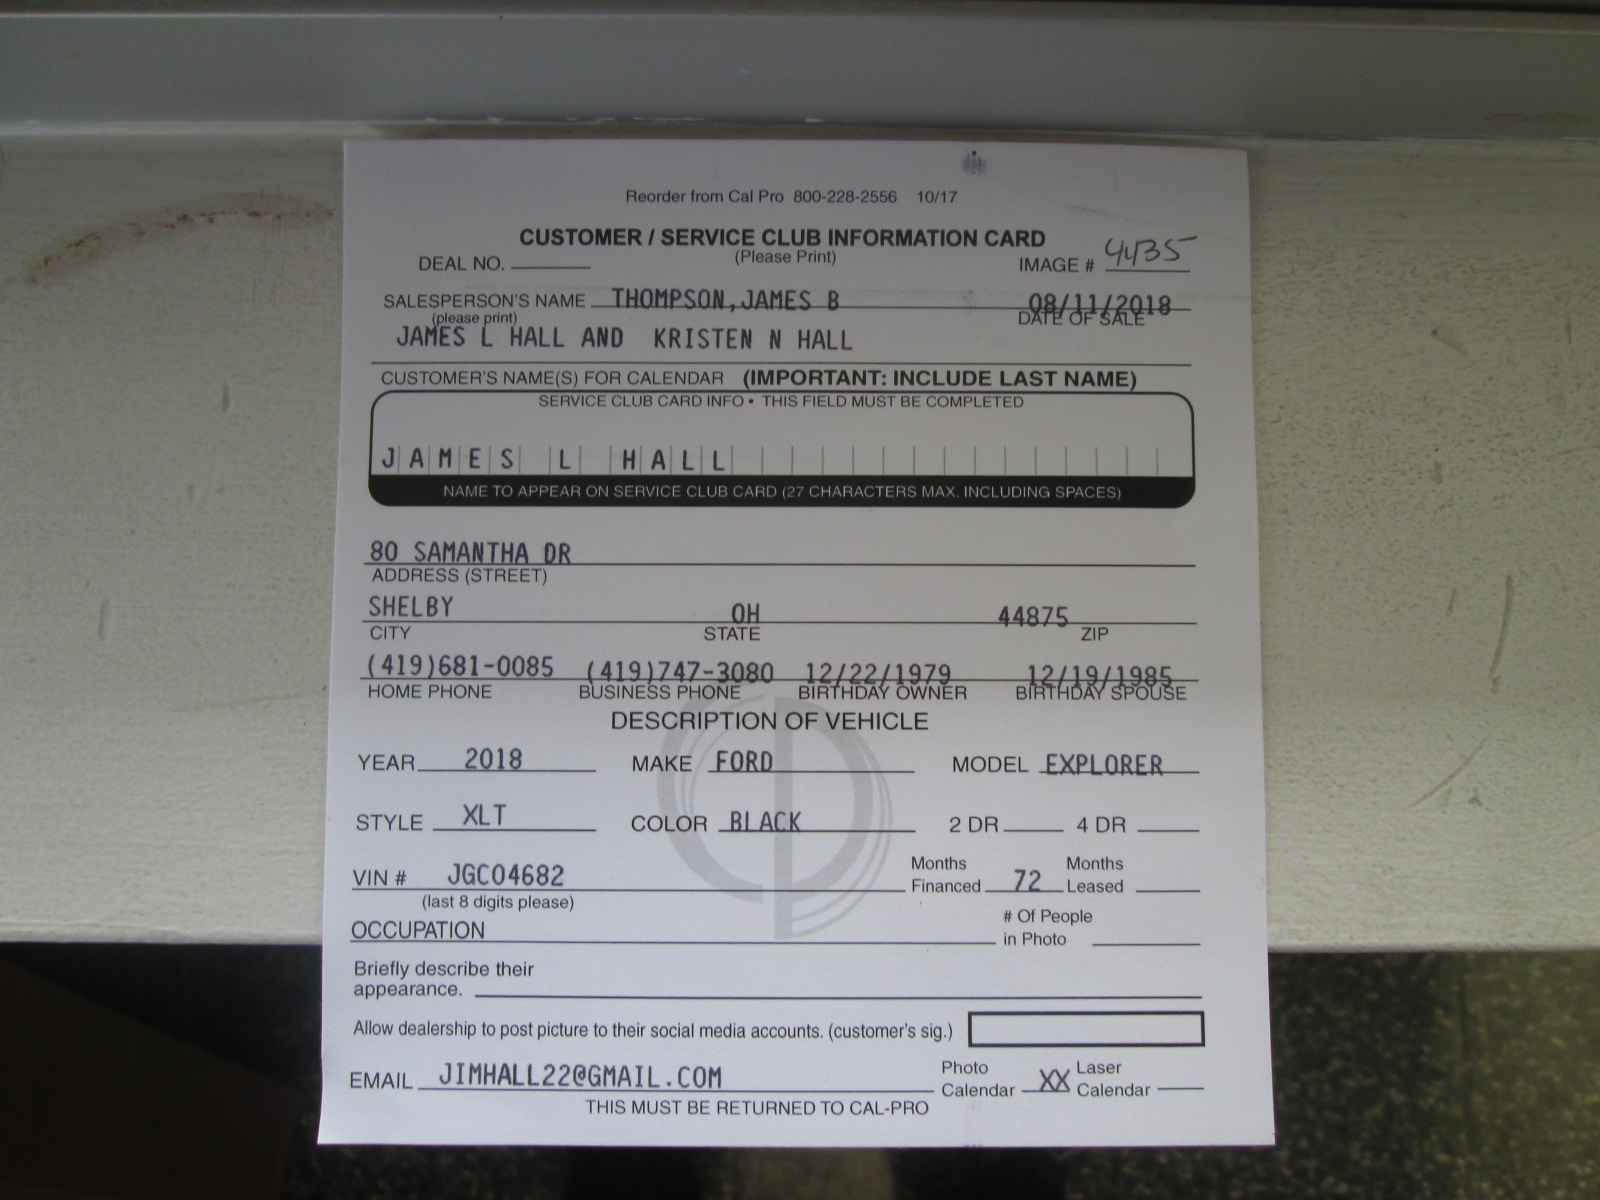 Reorder from Cal Pro 800-228-2556 10/17
CUSTOMER / SERVICE CLUB INFORMATION CARD
(Please Print)
DEAL NO. IMAGE # 4435
SALESPERSON'S NAME THOMPSON,JAMES B 08/11/2018
(please print) DATE OF SALE
JAMES L HALL AND KRISTEN N HALL
CUSTOMER'S NAME(S) FOR CALENDAR (IMPORTANT: INCLUDE LAST NAME)
SERVICE CLUB CARD INFO • THIS FIELD MUST BE COMPLETED
JAMES L HALL
NAME TO APPEAR ON SERVICE CLUB CARD (27 CHARACTERS MAX. INCLUDING SPACES)
80 SAMANTHA DR
ADDRESS (STREET)
SHELBY OH 44875
CITY STATE ZIP
(419)681-0085 (419)747-3080 12/22/1979 12/19/1985
HOME PHONE BUSINESS PHONE BIRTHDAY OWNER BIRTHDAY SPOUSE
DESCRIPTION OF VEHICLE
YEAR 2018 MAKE FORD MODEL EXPLORER
STYLE XLT COLOR BLACK 2 DR 4 DR
VIN # JGC04682 Months Financed 72 Months Leased
(last 8 digits please)
OCCUPATION # Of People in Photo
Briefly describe their
appearance.
Allow dealership to post picture to their social media accounts. (customer's sig.)
EMAIL JIMHALL22@GMAIL.COM Photo Calendar XX Laser Calendar
THIS MUST BE RETURNED TO CAL-PRO